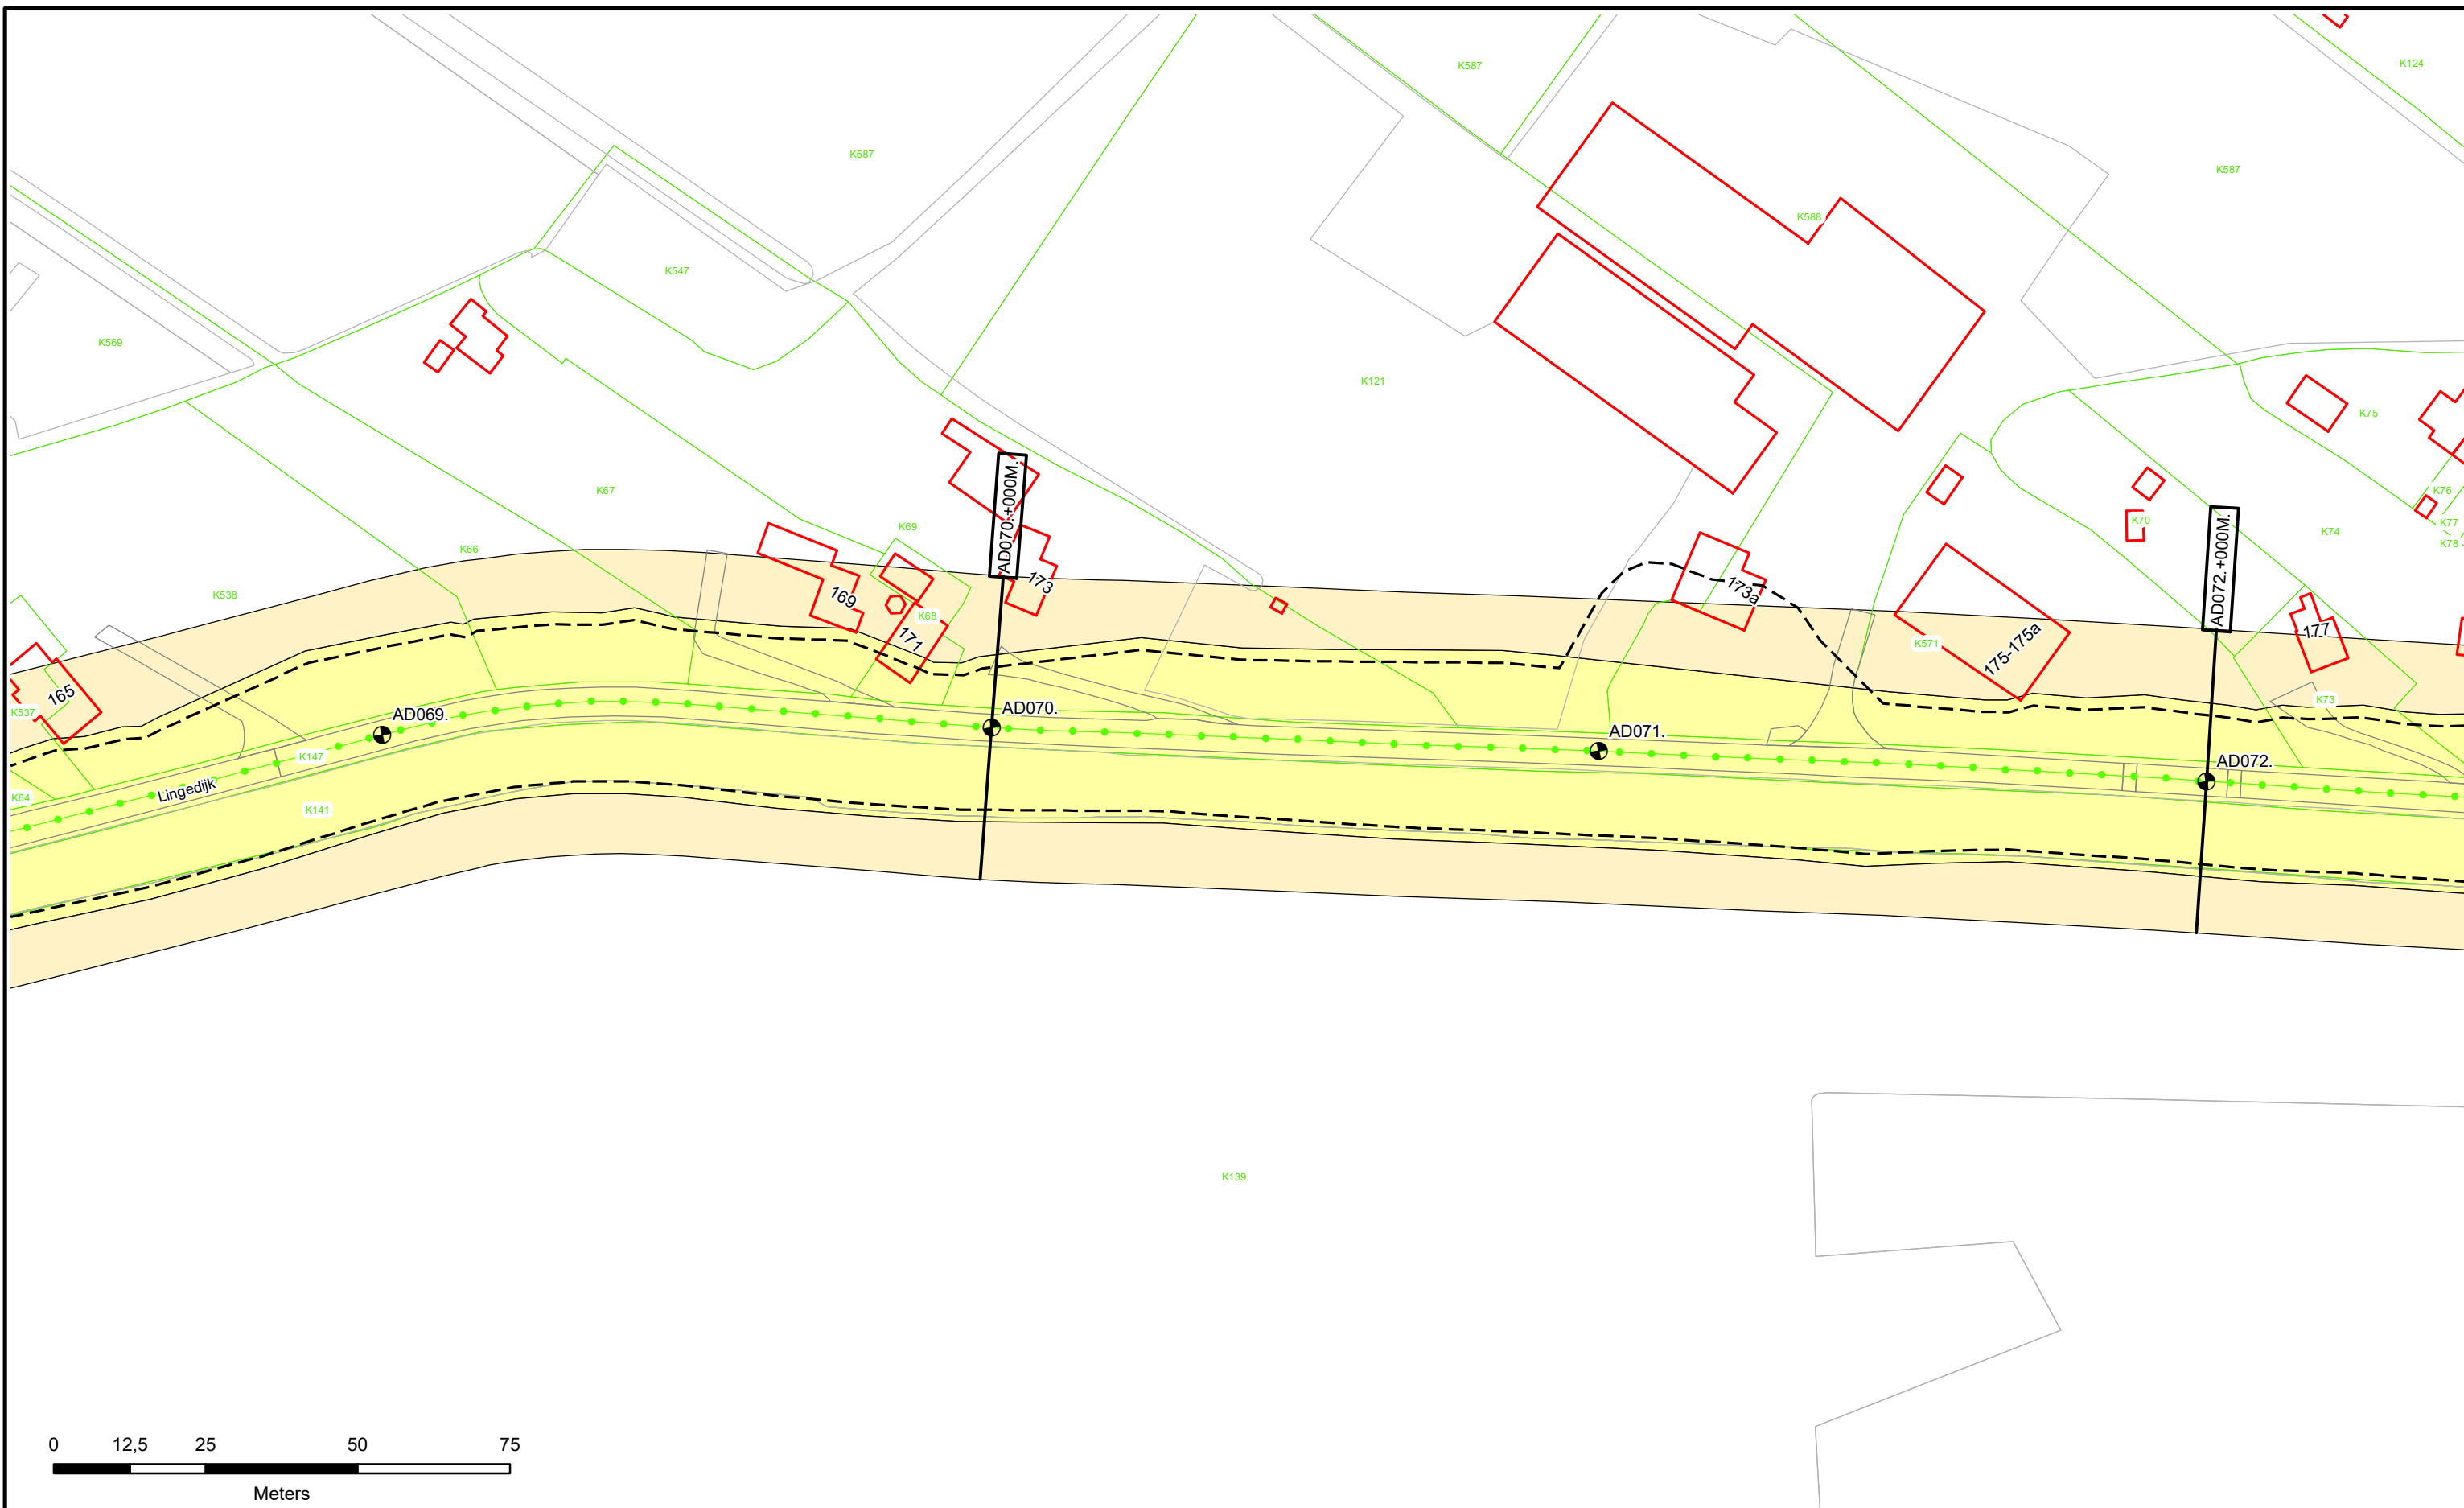 K587
K124
K587
K587
K588
K547
K569
K121
K75
K67
K76
K77
K78
K70
K74
K69
K66
K538
AD070.+000M.
AD072.+000M.
173
169
K68
171
173a
K571
175-175a
177
165
K537
K73
AD069.
AD070.
AD071.
AD072.
K147
Lingedijk
K64
K141
K139
0 12,5 25 50 75
Meters